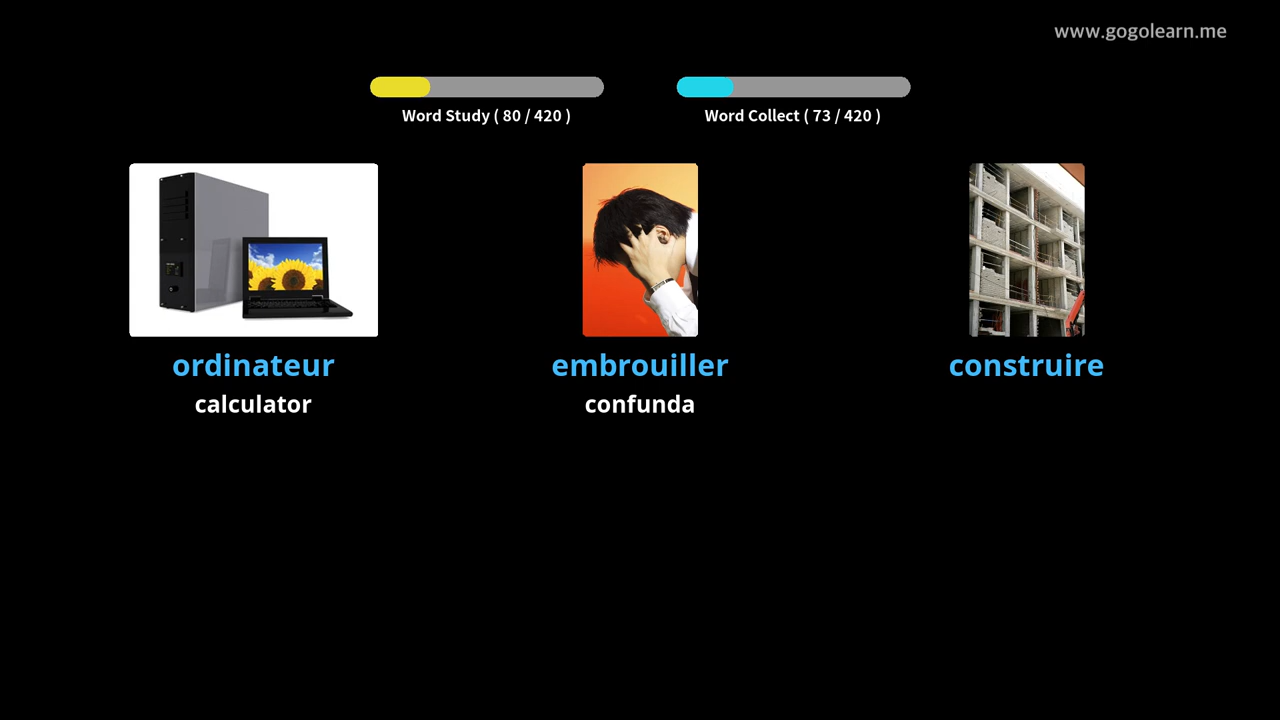 www.gogolearn.me
Word Study ( 80 / 420 )
Word Collect ( 73 / 420 )
ordinateur
calculator
embrouiller
confunda
construire